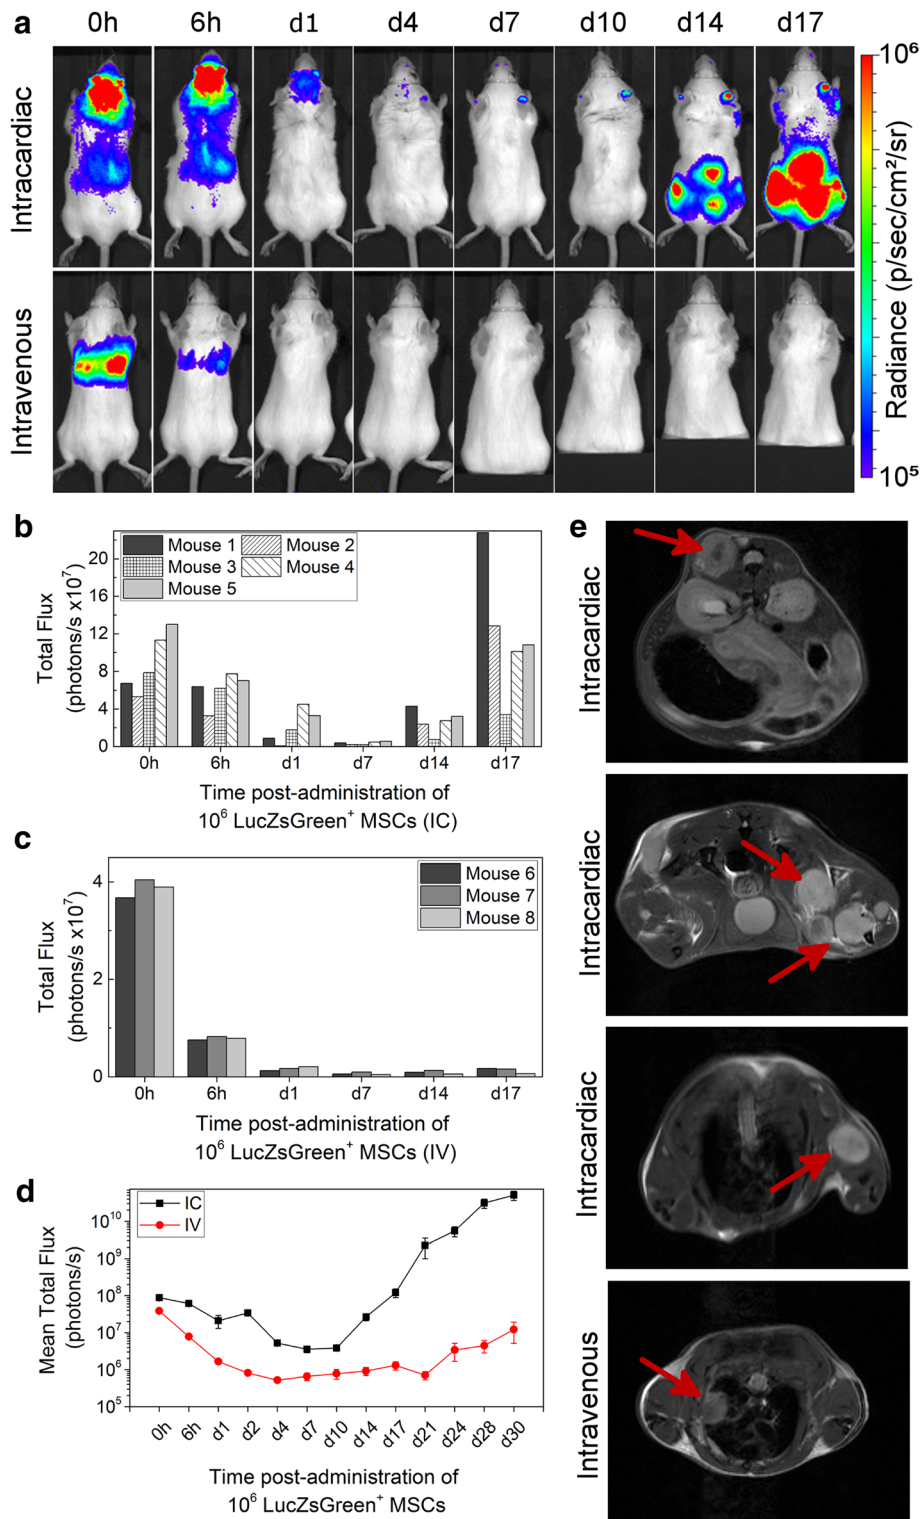 a
0h 6h d1 d4 d7 d10 d14 d17
Intracardiac
Intravenous
10⁶
Radiance (p/sec/cm²/sr)
10⁵
b
Total Flux
(photons/s x10⁷)
20
16
12
8
4
0
Mouse 1 Mouse 2
Mouse 3 Mouse 4
Mouse 5
0h 6h d1 d7 d14 d17
Time post-administration of
10⁶ LucZsGreen⁺ MSCs (IC)
c
Total Flux
(photons/s x10⁷)
4
2
0
Mouse 6
Mouse 7
Mouse 8
0h 6h d1 d7 d14 d17
Time post-administration of
10⁶ LucZsGreen⁺ MSCs (IV)
d
Mean Total Flux
(photons/s)
10¹⁰
10⁹
10⁸
10⁷
10⁶
10⁵
IC
IV
0h 6h d1 d2 d4 d7 d10 d14 d17 d21 d24 d28 d30
Time post-administration of
10⁶ LucZsGreen⁺ MSCs
e
Intracardiac
Intracardiac
Intracardiac
Intravenous